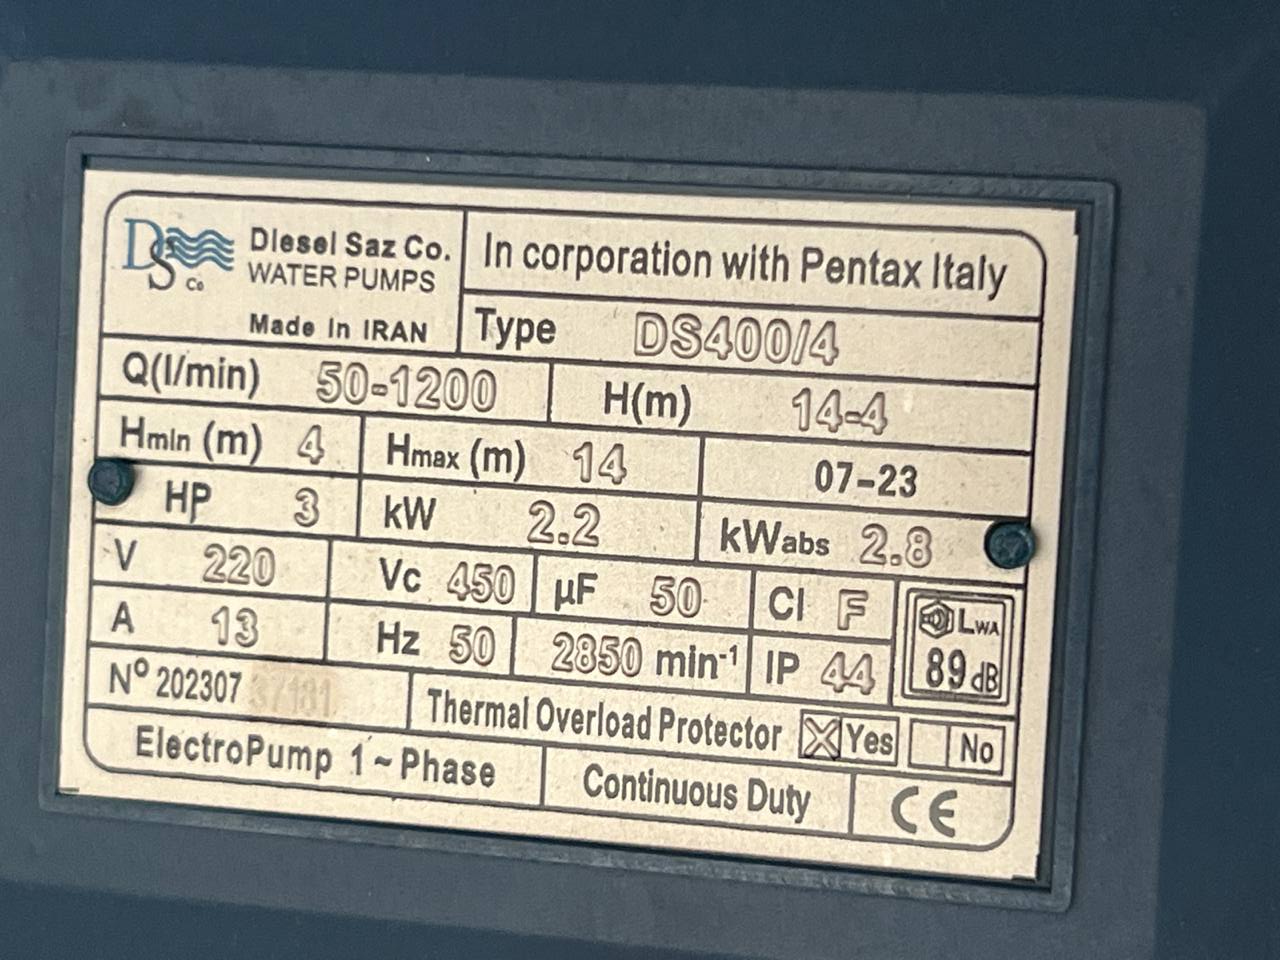 DS Co
Diesel Saz Co.
WATER PUMPS
Made In IRAN
In corporation with Pentax Italy
Type DS400/4
Q(l/min) 50-1200 H(m) 14-4
Hmin (m) 4 Hmax (m) 14 07-23
HP 3 kW 2.2 kWabs 2.8
V 220 Vc 450 µF 50 Cl F
A 13 Hz 50 2850 min-1 IP 44
LWA
89 dB
Nº 202307 37181
Thermal Overload Protector Yes No
ElectroPump 1~Phase Continuous Duty CE